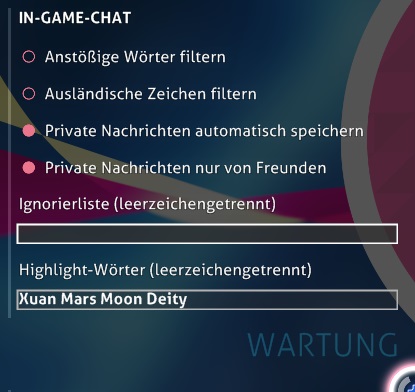 IN-GAME-CHAT
Anstößige Wörter filtern
Ausländische Zeichen filtern
Private Nachrichten automatisch speichern
Private Nachrichten nur von Freunden
Ignorierliste (leerzeichengetrennt)
Highlight-Wörter (leerzeichengetrennt)
Xuan Mars Moon Deity
WARTUNG